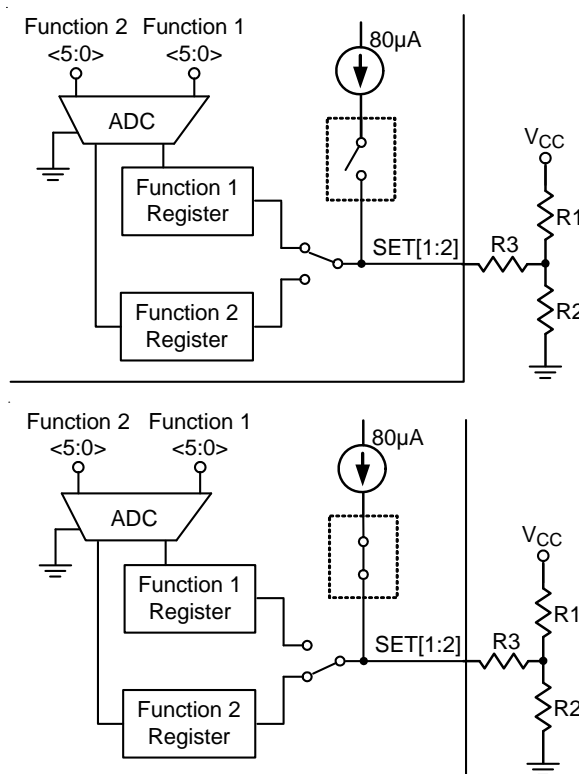 Function 2 Function 1
<5:0> <5:0>
80µA
ADC
VCC
Function 1
Register
R1
SET[1:2] R3
Function 2
Register
R2
Function 2 Function 1
<5:0> <5:0>
80µA
ADC
VCC
Function 1
Register
R1
SET[1:2] R3
Function 2
Register
R2